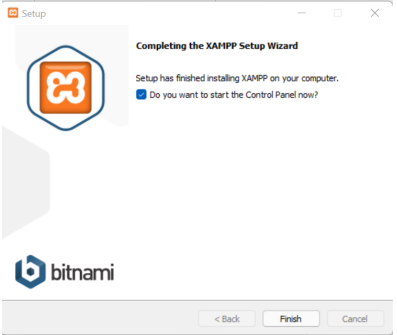 Setup
Completing the XAMPP Setup Wizard
Setup has finished installing XAMPP on your computer.
Do you want to start the Control Panel now?
bitnami
< Back
Finish
Cancel